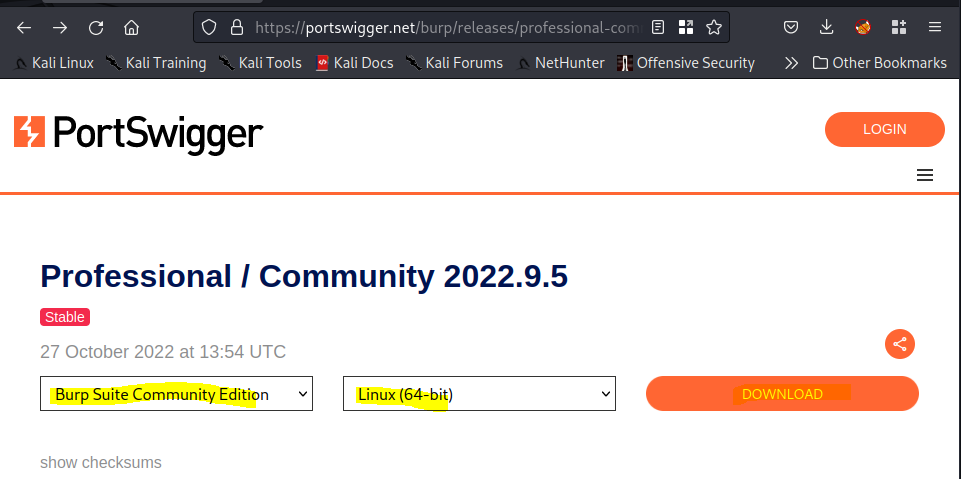 https://portswigger.net/burp/releases/professional-com
Kali Linux Kali Training Kali Tools Kali Docs Kali Forums NetHunter Offensive Security Other Bookmarks
PortSwigger
LOGIN
Professional / Community 2022.9.5
Stable
27 October 2022 at 13:54 UTC
Burp Suite Community Edition Linux (64-bit) DOWNLOAD
show checksums